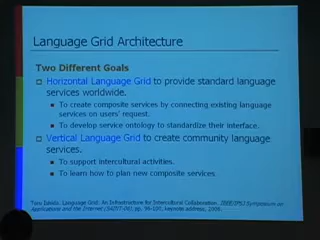 Language Grid Architecture
Two Different Goals
Horizontal Language Grid to provide standard language
services worldwide.
To create composite services by connecting existing language
services on users' request.
To develop service ontology to standardize their interface.
Vertical Language Grid to create community language
services.
To support intercultural activities.
To learn how to plan new composite services.
Toru Ishida. Language Grid: An Infrastructure for Intercultural Collaboration. IEEE/IPSJ Symposium on
Applications and the Internet (SAINT-06), pp. 96-100, keynote address, 2006.